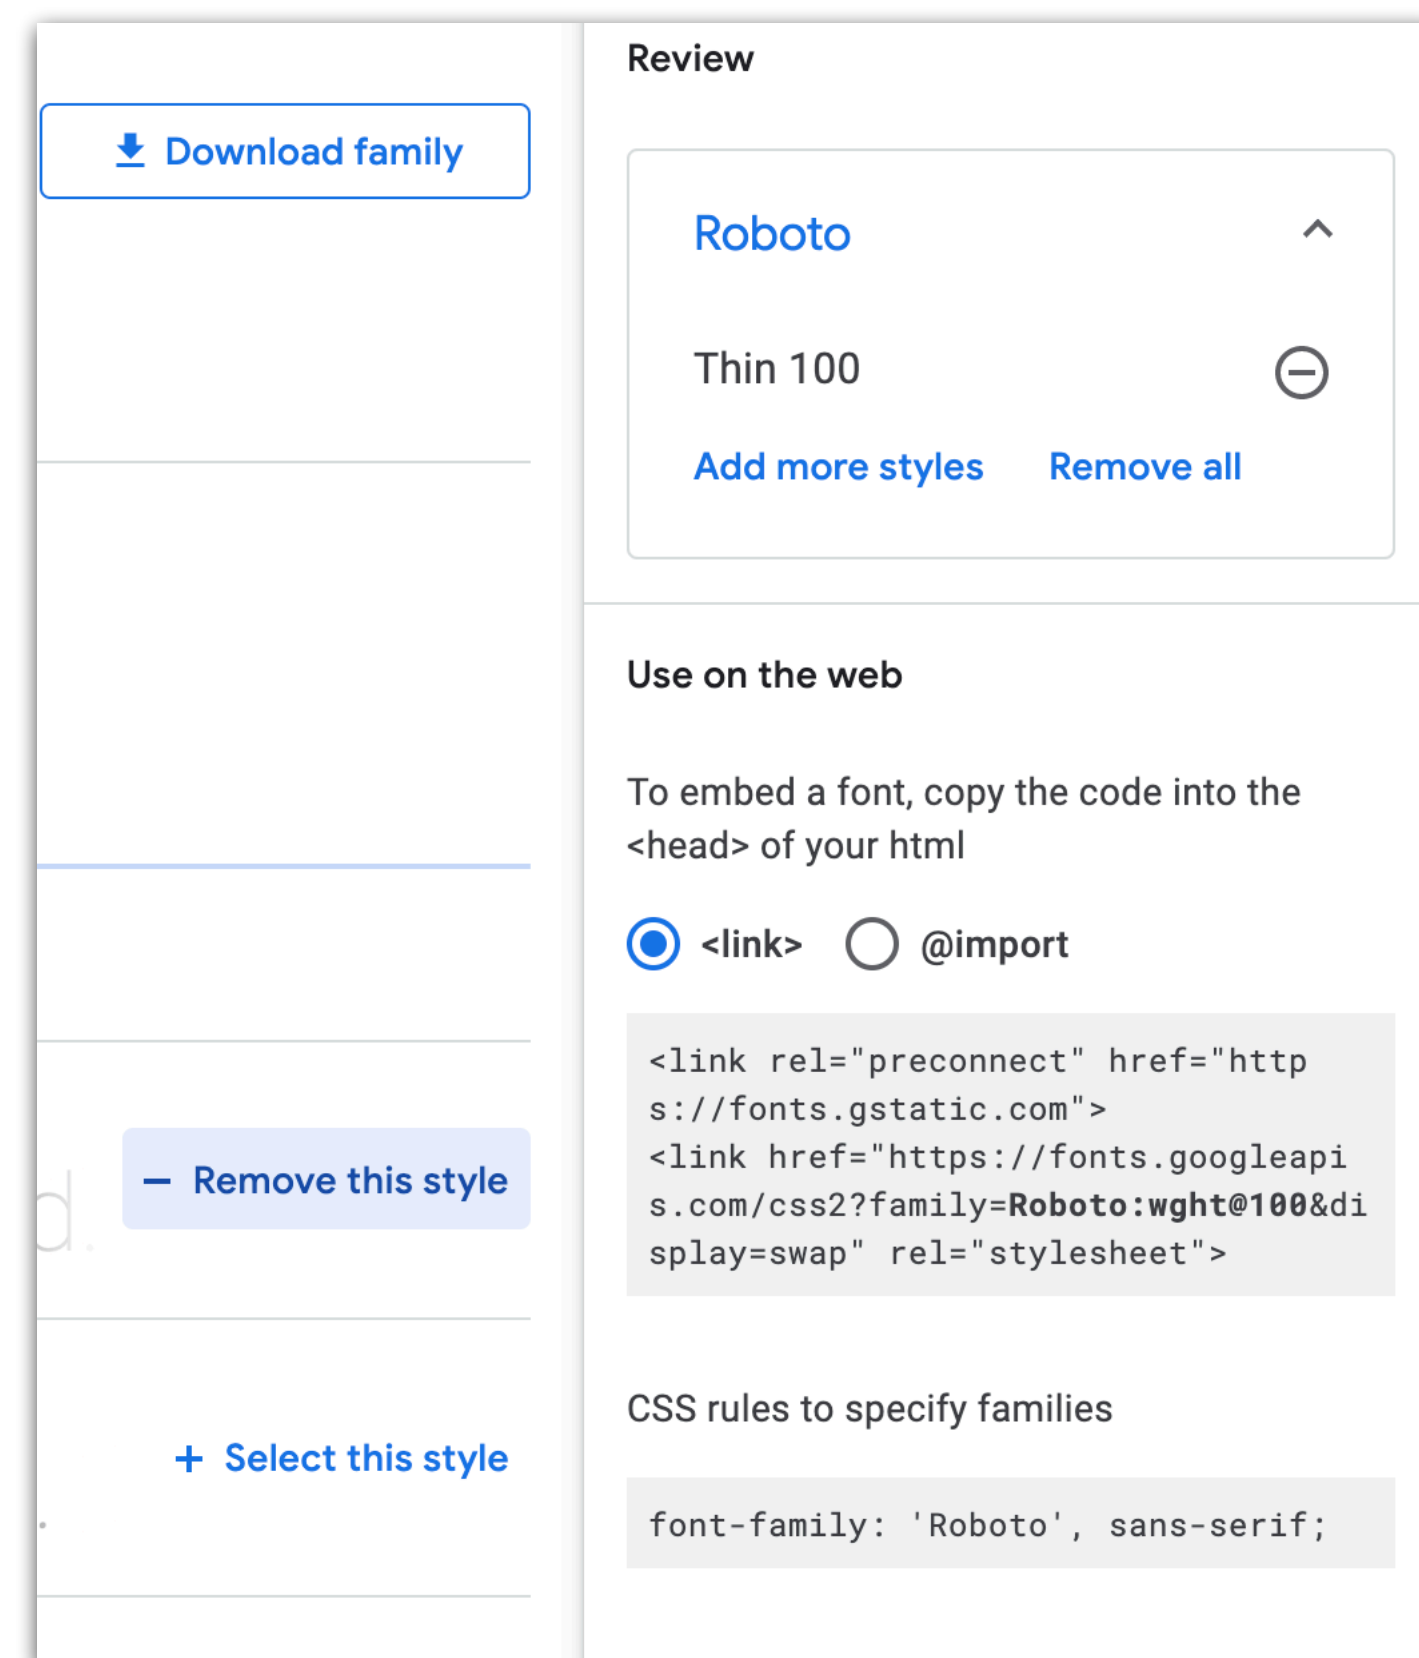 Download family
d.
Remove this style
Select this style
Review
Roboto
Thin 100
Add more styles Remove all
Use on the web
To embed a font, copy the code into the
<head> of your html
<link> @import
<link rel="preconnect" href="http
s://fonts.gstatic.com">
<link href="https://fonts.googleapi
s.com/css2?family=Roboto:wght@100&di
splay=swap" rel="stylesheet">
CSS rules to specify families
font-family: 'Roboto', sans-serif;